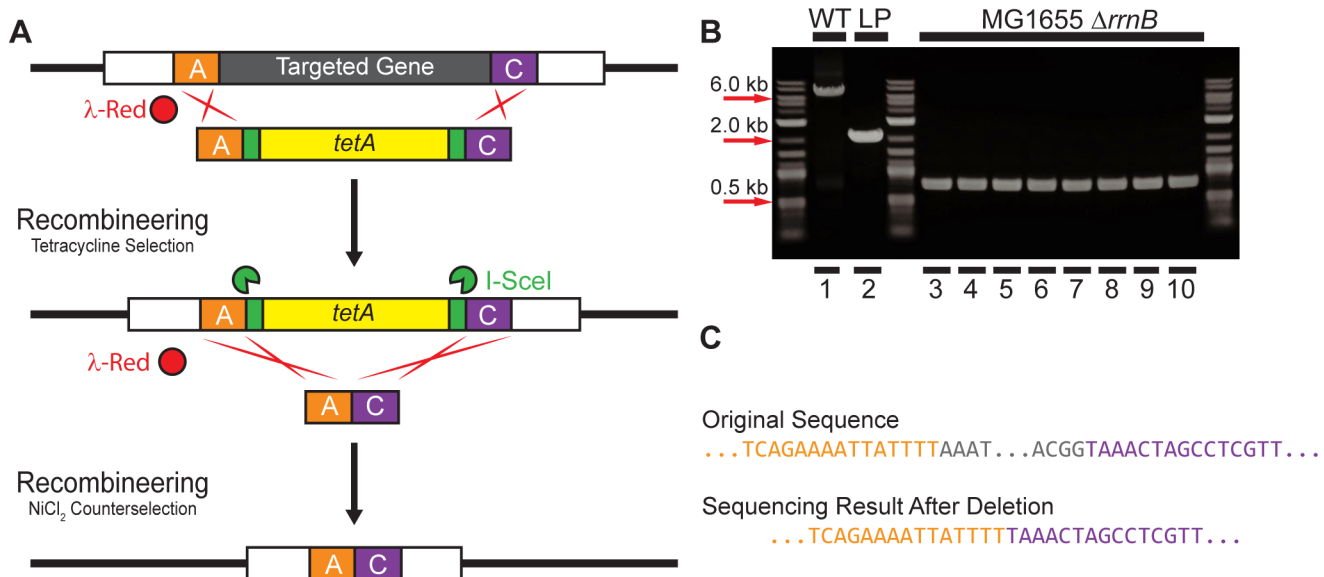 A
A
Targeted Gene
C
λ-Red
A
tetA
C
Recombineering
Tetracycline Selection
I-SceI
A
tetA
C
λ-Red
A
C
Recombineering
NiCl₂ Counterselection
A
C
B
WT LP
MG1655 ΔrrnB
6.0 kb
2.0 kb
0.5 kb
1 2 3 4 5 6 7 8 9 10
C
Original Sequence
...TCAGAAAATTATTTTAAAT...ACGGTAAACTAGCCTCGTT...
Sequencing Result After Deletion
...TCAGAAAATTATTTTTAAACTAGCCTCGTT...